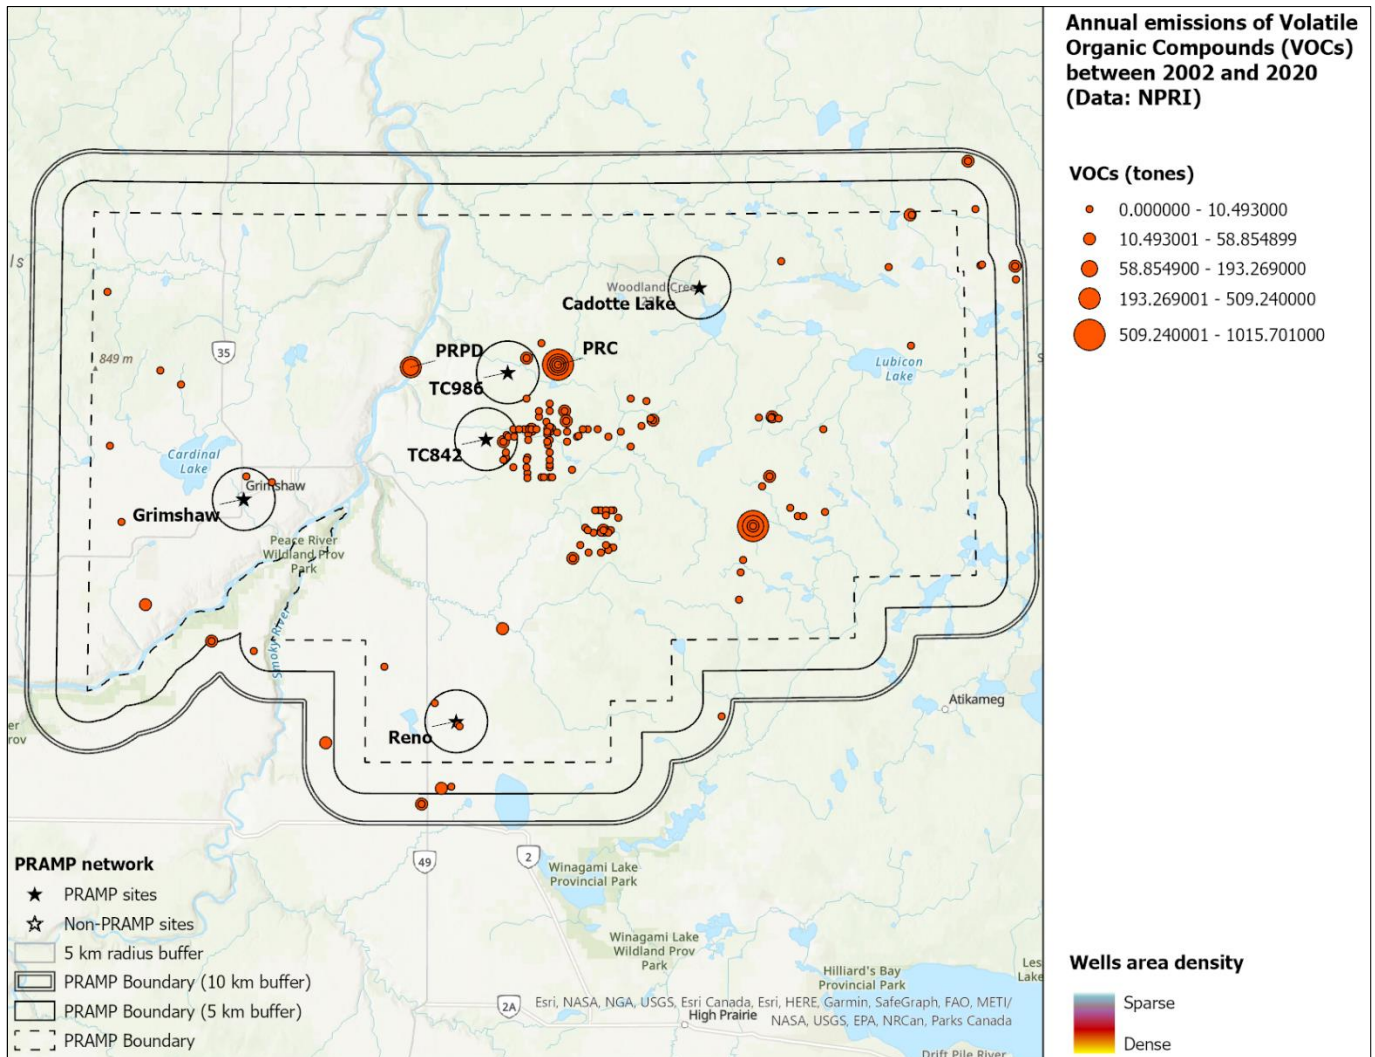 Annual emissions of Volatile
Organic Compounds (VOCs)
between 2002 and 2020
(Data: NPRI)
VOCs (tones)
0.000000 - 10.493000
10.493001 - 58.854899
58.854900 - 193.269000
193.269001 - 509.240000
509.240001 - 1015.701000
ls
Woodland Cree
Cadotte Lake
35
849 m
PRPD
PRC
TC986
Lubicon
Lake
Cardinal
Lake
TC842
Grimshaw
Grimshaw
Peace River
Wildland Prov
Park
Smoky River
Atikameg
Reno
er
rov
49
2
Winagami Lake
Provincial Park
Winagami Lake
Wildland Prov
Park
Hilliard's Bay
Provincial Park
Les
Lake
2A
Esri, NASA, NGA, USGS, Esri Canada, Esri, HERE, Garmin, SafeGraph, FAO, METI/
NASA, USGS, EPA, NRCan, Parks Canada
High Prairie
Drift Pile River
PRAMP network
PRAMP sites
Non-PRAMP sites
5 km radius buffer
PRAMP Boundary (10 km buffer)
PRAMP Boundary (5 km buffer)
PRAMP Boundary
Wells area density
Sparse
Dense